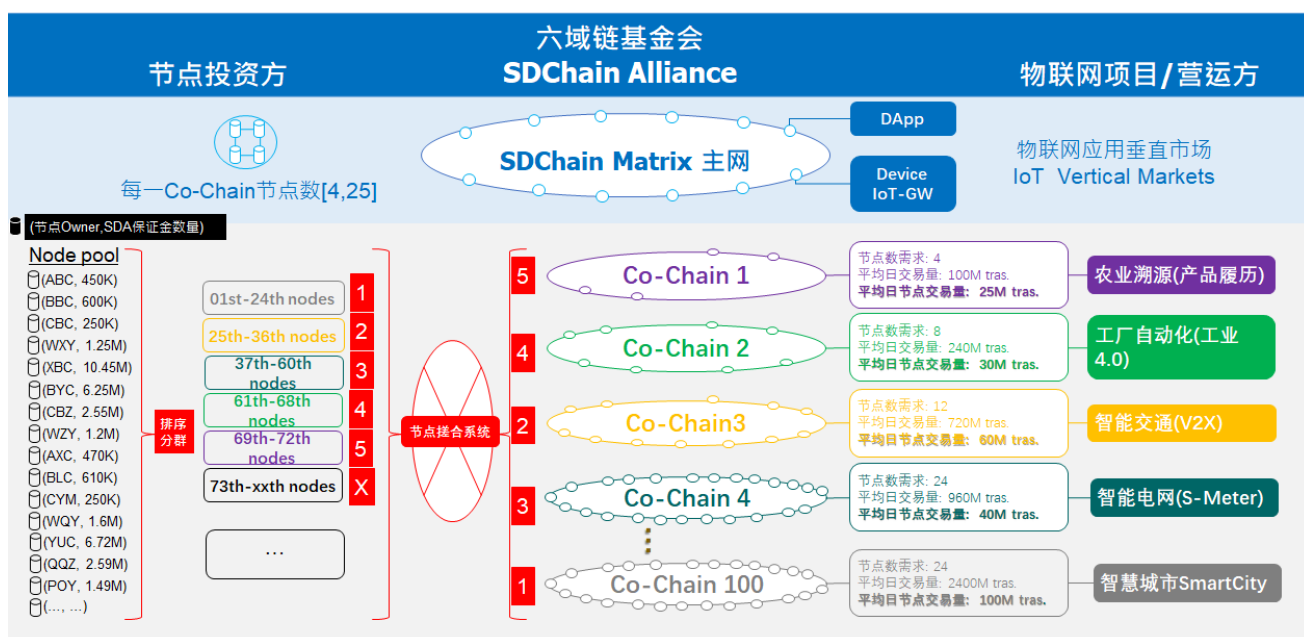 节点投资方
六域链基金会
SDChain Alliance
物联网项目/营运方
每一Co-Chain节点数[4,25]
SDChain Matrix 主网
DApp
Device
IoT-GW
物联网应用垂直市场
IoT Vertical Markets
(节点Owner,SDA保证金数量)
Node pool
(ABC, 450K)
(BBC, 600K)
(CBC, 250K)
(WXY, 1.25M)
(XBC, 10.45M)
(BYC, 6.25M)
(CBZ, 2.55M)
(WZY, 1.2M)
(AXC, 470K)
(BLC, 610K)
(CYM, 250K)
(WQY, 1.6M)
(YUC, 6.72M)
(QQZ, 2.59M)
(POY, 1.49M)
(..., ...)
排序
分群
01st-24th nodes
1
25th-36th nodes
2
37th-60th
nodes
3
61th-68th
nodes
4
69th-72th
nodes
5
73th-xxth nodes
X
...
节点搓合系统
5
Co-Chain 1
节点数需求: 4
平均日交易量: 100M tras.
平均日节点交易量: 25M tras.
农业溯源(产品履历)
4
Co-Chain 2
节点数需求: 8
平均日交易量: 240M tras.
平均日节点交易量: 30M tras.
工厂自动化(工业
4.0)
2
Co-Chain3
节点数需求: 12
平均日交易量: 720M tras.
平均日节点交易量: 60M tras.
智能交通(V2X)
3
Co-Chain 4
节点数需求: 24
平均日交易量: 960M tras.
平均日节点交易量: 40M tras.
智能电网(S-Meter)
1
Co-Chain 100
节点数需求: 24
平均日交易量: 2400M tras.
平均日节点交易量: 100M tras.
智慧城市SmartCity